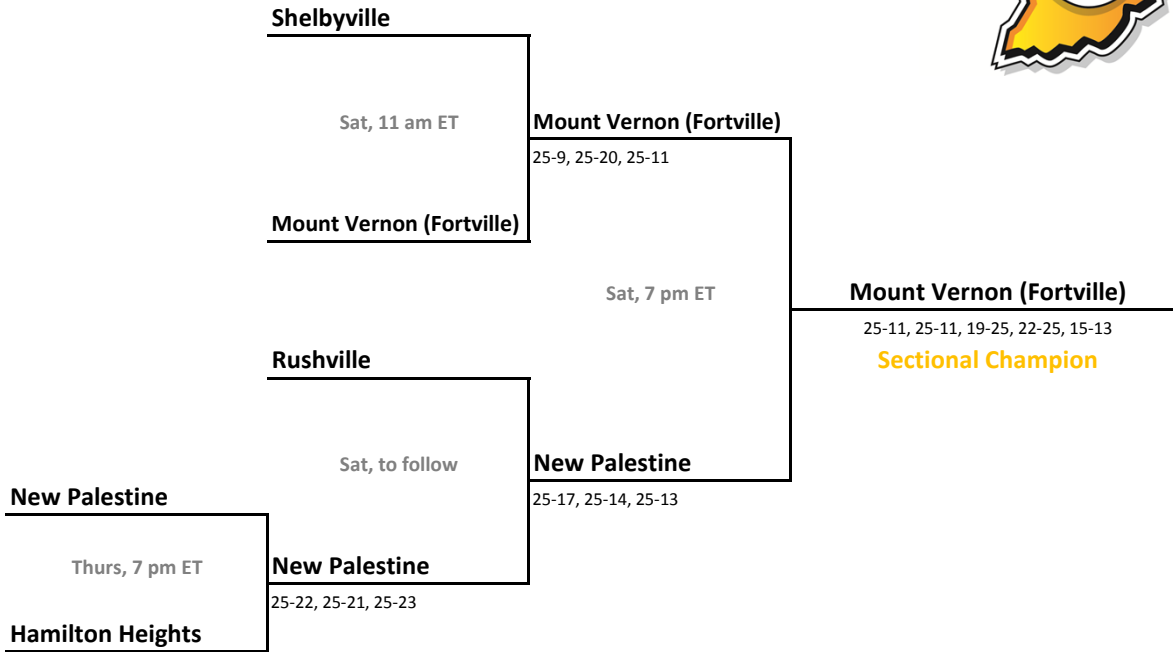 Shelbyville
Sat, 11 am ET
Mount Vernon (Fortville)
25-9, 25-20, 25-11
Mount Vernon (Fortville)
Sat, 7 pm ET
Mount Vernon (Fortville)
25-11, 25-11, 19-25, 22-25, 15-13
Sectional Champion
Rushville
Sat, to follow
New Palestine
25-17, 25-14, 25-13
New Palestine
Thurs, 7 pm ET
New Palestine
25-22, 25-21, 25-23
Hamilton Heights